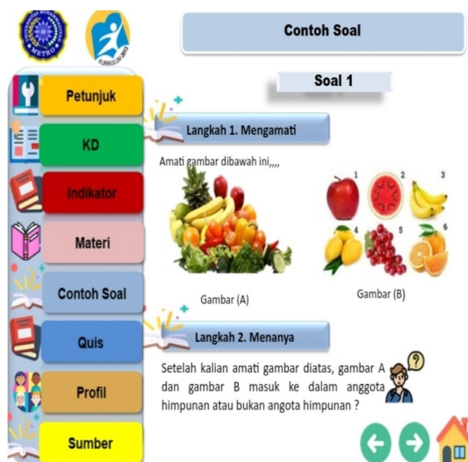 Contoh Soal
Soal 1
Petunjuk
KD
Indikator
Materi
Contoh Soal
Quis
Profil
Sumber
Langkah 1. Mengamati
Amati gambar dibawah ini,,,,
1
2
3
4
5
6
Gambar (A)
Gambar (B)
Langkah 2. Menanya
Setelah kalian amati gambar diatas, gambar A
dan gambar B masuk ke dalam anggota
himpunan atau bukan angota himpunan ?
?
METRO